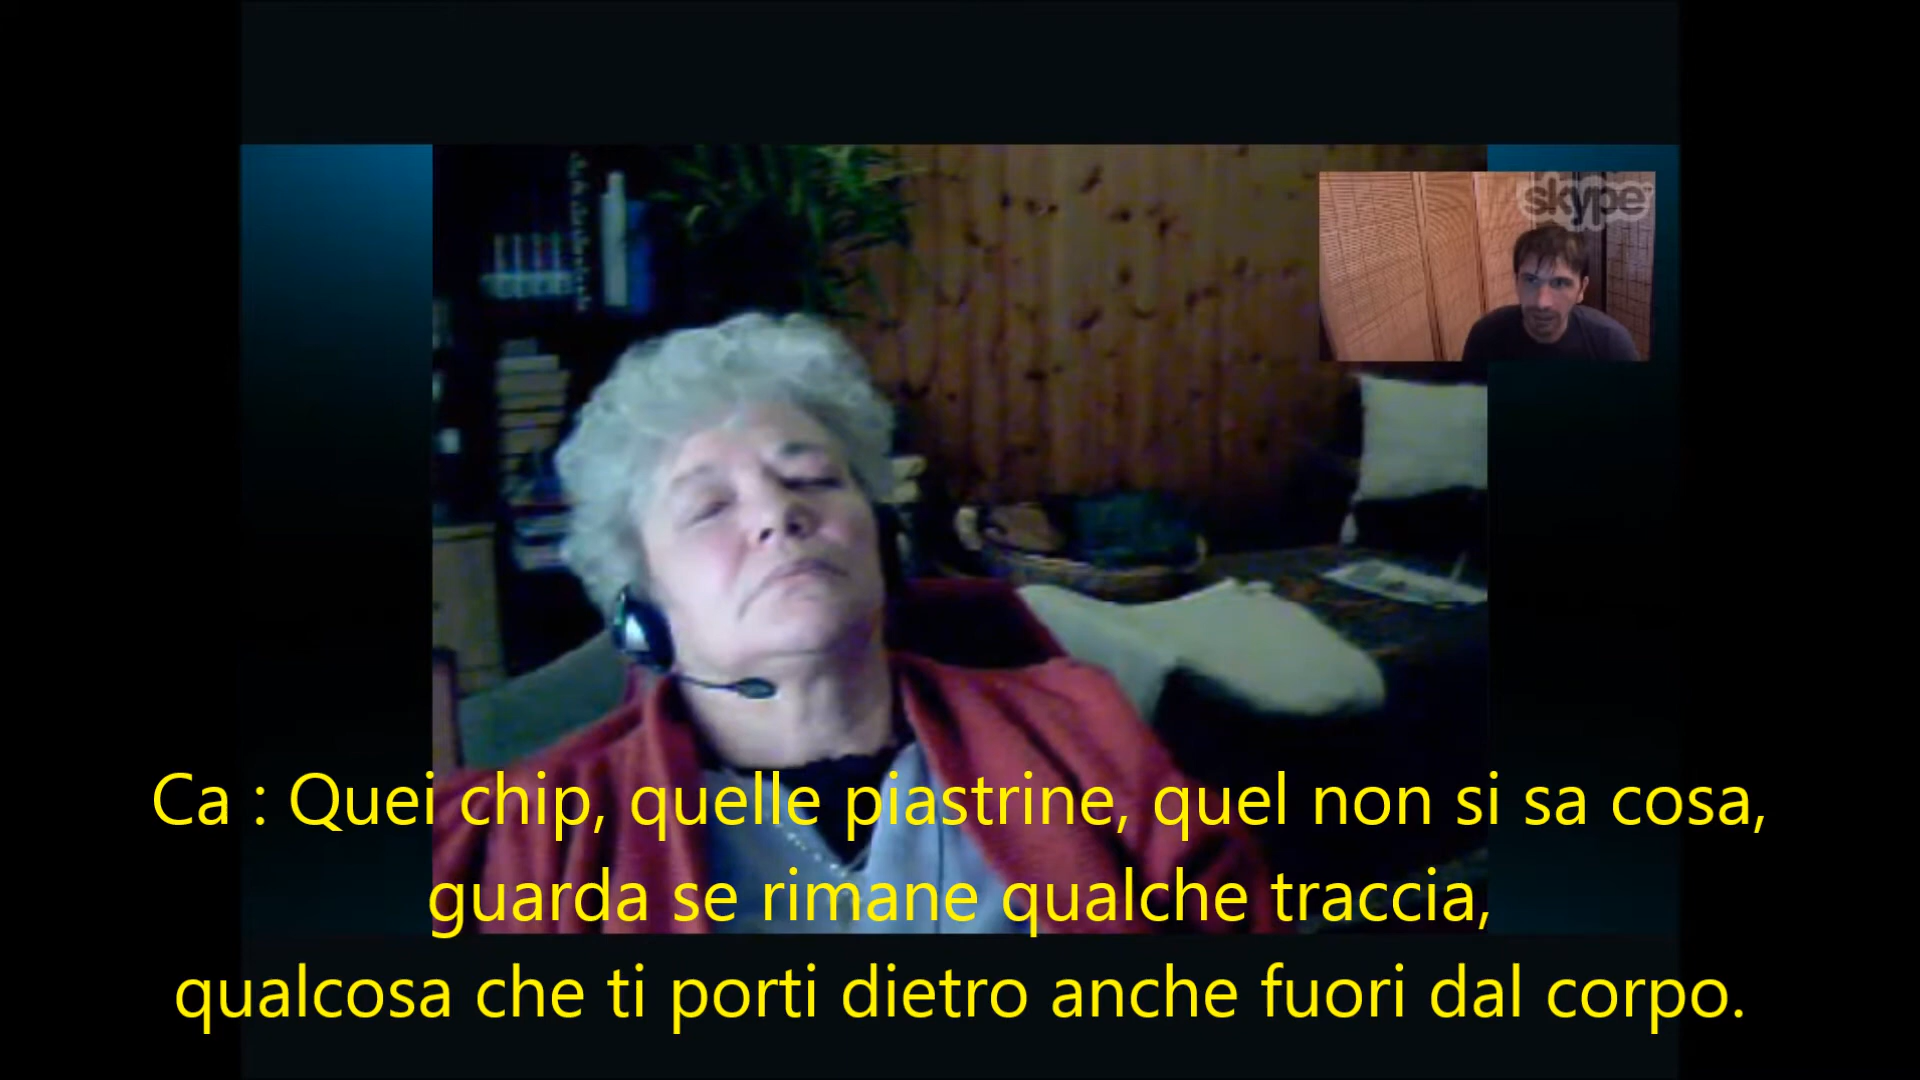 skype
Ca : Quei chip, quelle piastrine, quel non si sa cosa,
guarda se rimane qualche traccia,
qualcosa che ti porti dietro anche fuori dal corpo.